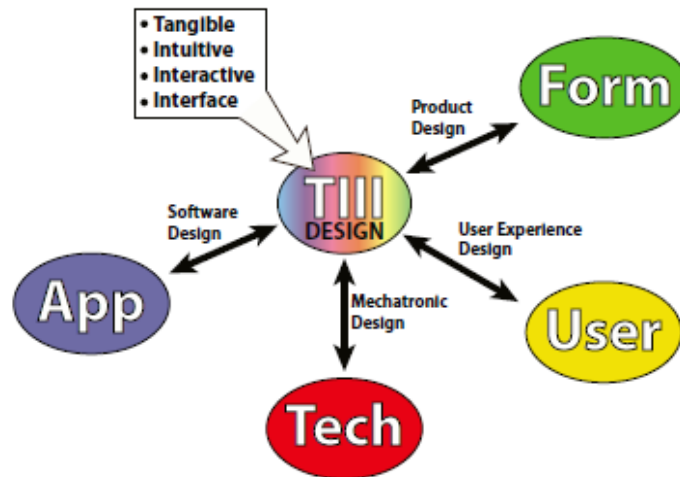 • Tangible
• Intuitive
• Interactive
• Interface
Form
Product
Design
TIII
DESIGN
Software
Design
User Experience
Design
App
Mechatronic
Design
User
Tech